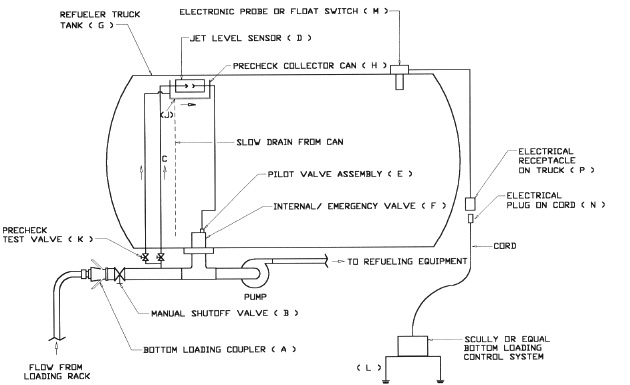 REFUELER TRUCK
TANK ( G )
ELECTRONIC PROBE OR FLOAT SWITCH ( M )
JET LEVEL SENSOR ( D )
PRECHECK COLLECTOR CAN ( H )
( J )
SLOW DRAIN FROM CAN
C
PILOT VALVE ASSEMBLY ( E )
INTERNAL/ EMERGENCY VALVE ( F )
ELECTRICAL
RECEPTACLE
ON TRUCK ( P )
ELECTRICAL
PLUG ON CORD ( N )
CORD
PRECHECK
TEST VALVE ( K )
TO REFUELING EQUIPMENT
PUMP
MANUAL SHUTOFF VALVE ( B )
BOTTOM LOADING COUPLER ( A )
FLOW FROM
LOADING RACK
( L )
SCULLY OR EQUAL
BOTTOM LOADING
CONTROL SYSTEM